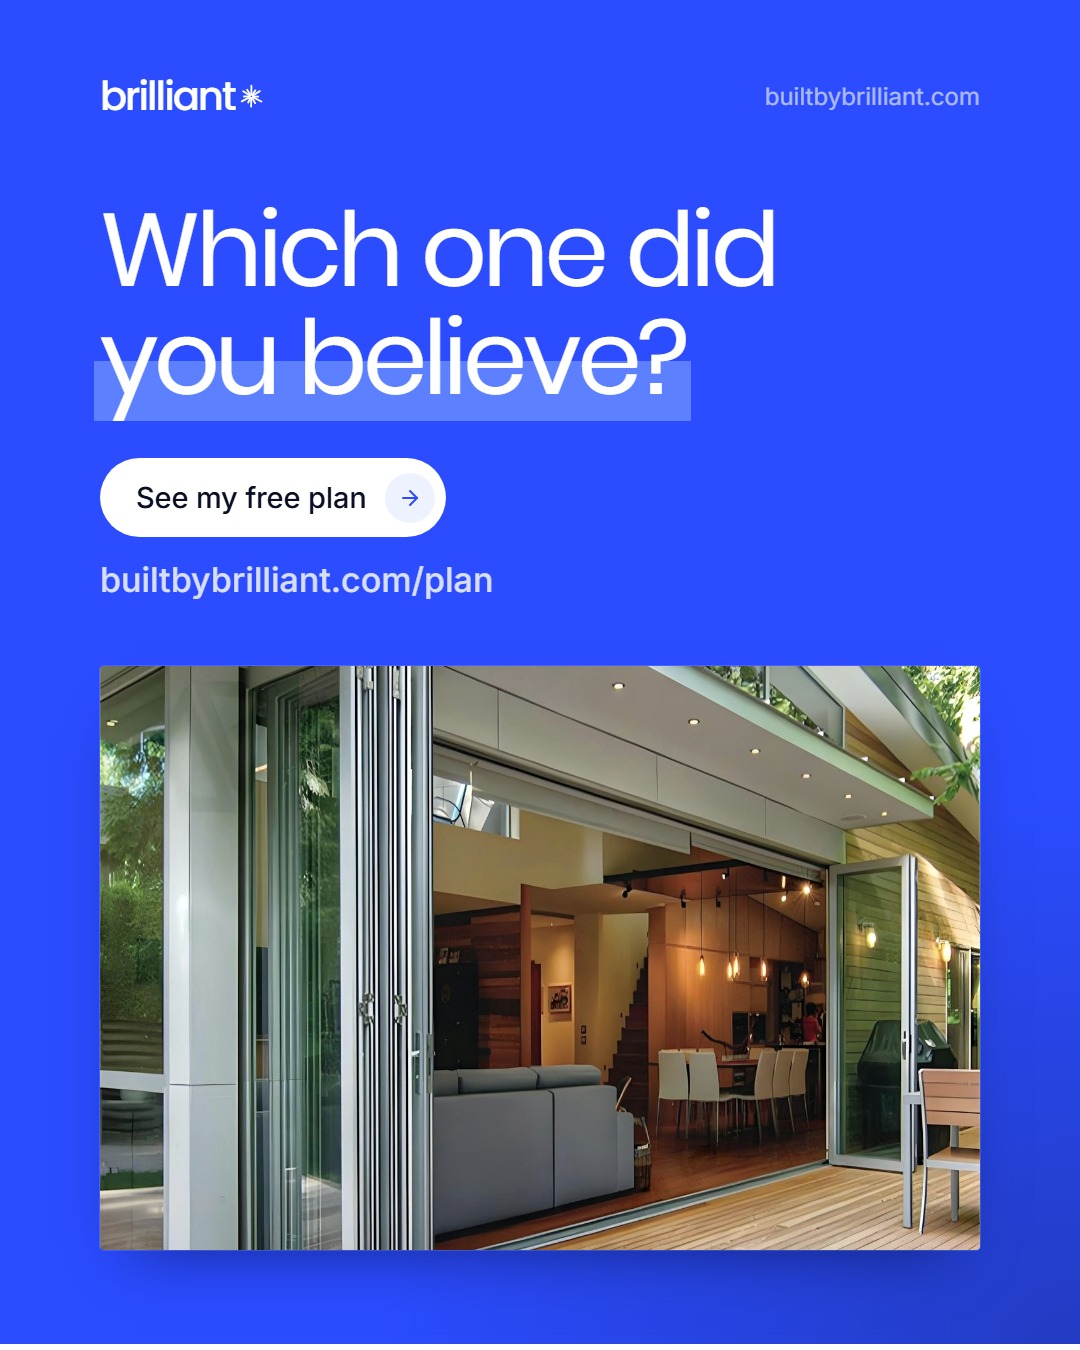 brilliant
builtbybrilliant.com
Which one did
you believe?
See my free plan
builtbybrilliant.com/plan